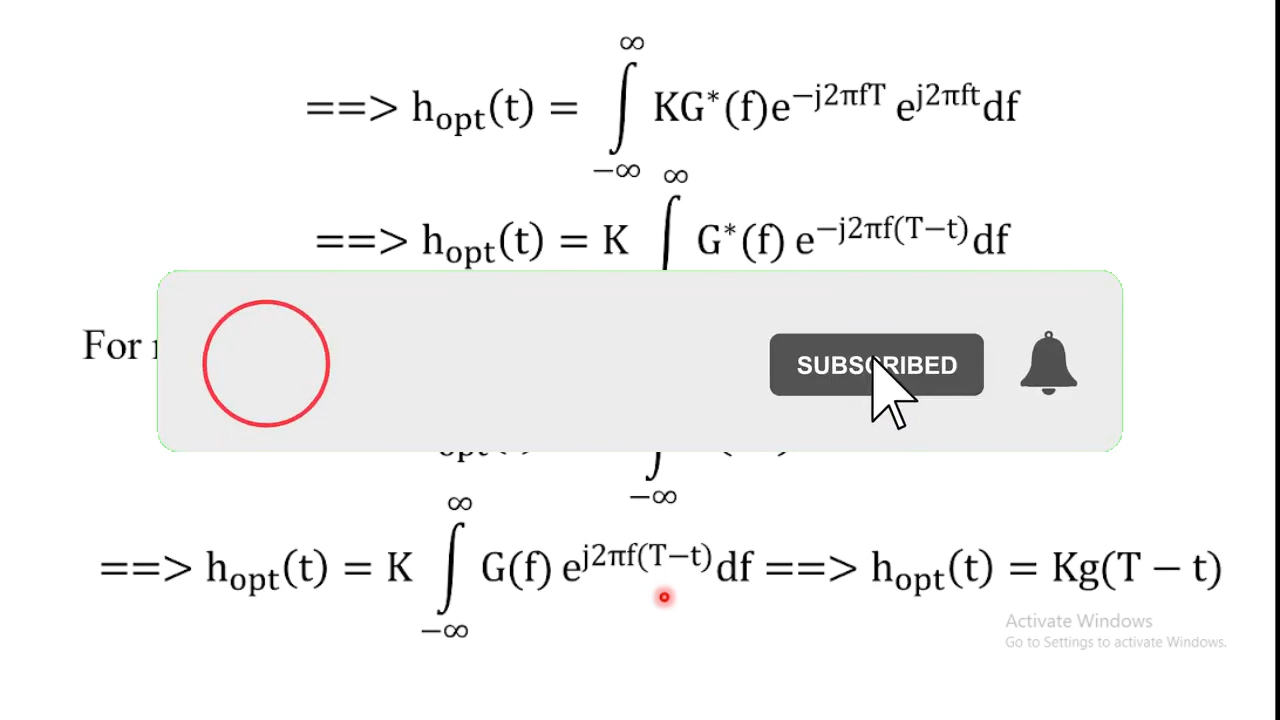 ==> h_opt(t) = ∫_{−∞}^{∞} KG*(f)e^{−j2πfT} e^{j2πft}df
==> h_opt(t) = K ∫^{∞} G*(f) e^{−j2πf(T−t)}df
For
SUBSCRIBED
−∞
==> h_opt(t) = K ∫_{−∞}^{∞} G(f) e^{j2πf(T−t)}df ==> h_opt(t) = Kg(T − t)
Activate Windows
Go to Settings to activate Windows.